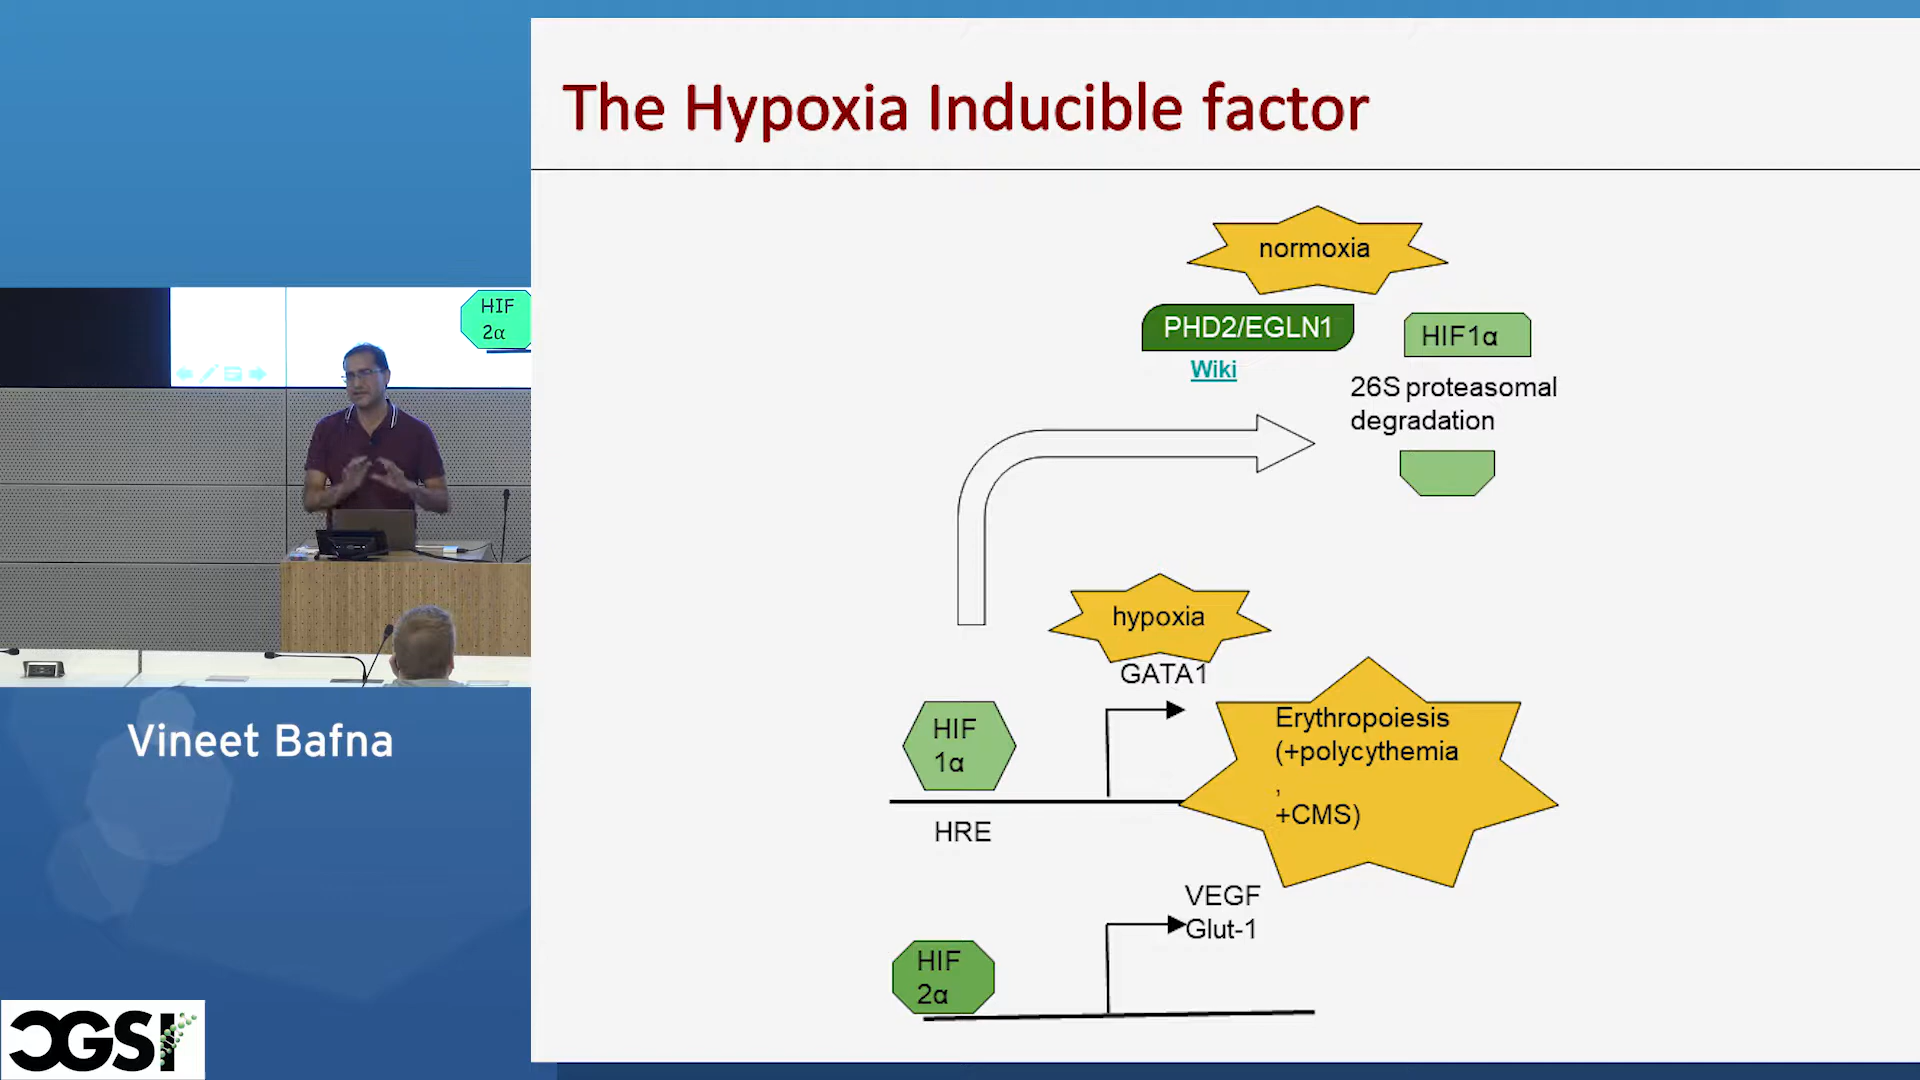 The Hypoxia Inducible factor
normoxia
PHD2/EGLN1
HIF1α
Wiki
26S proteasomal
degradation
hypoxia
GATA1
HIF
1α
Erythropoiesis
(+polycythemia
,
+CMS)
HRE
VEGF
Glut-1
HIF
2α
HIF
2α
Vineet Bafna
CGSI